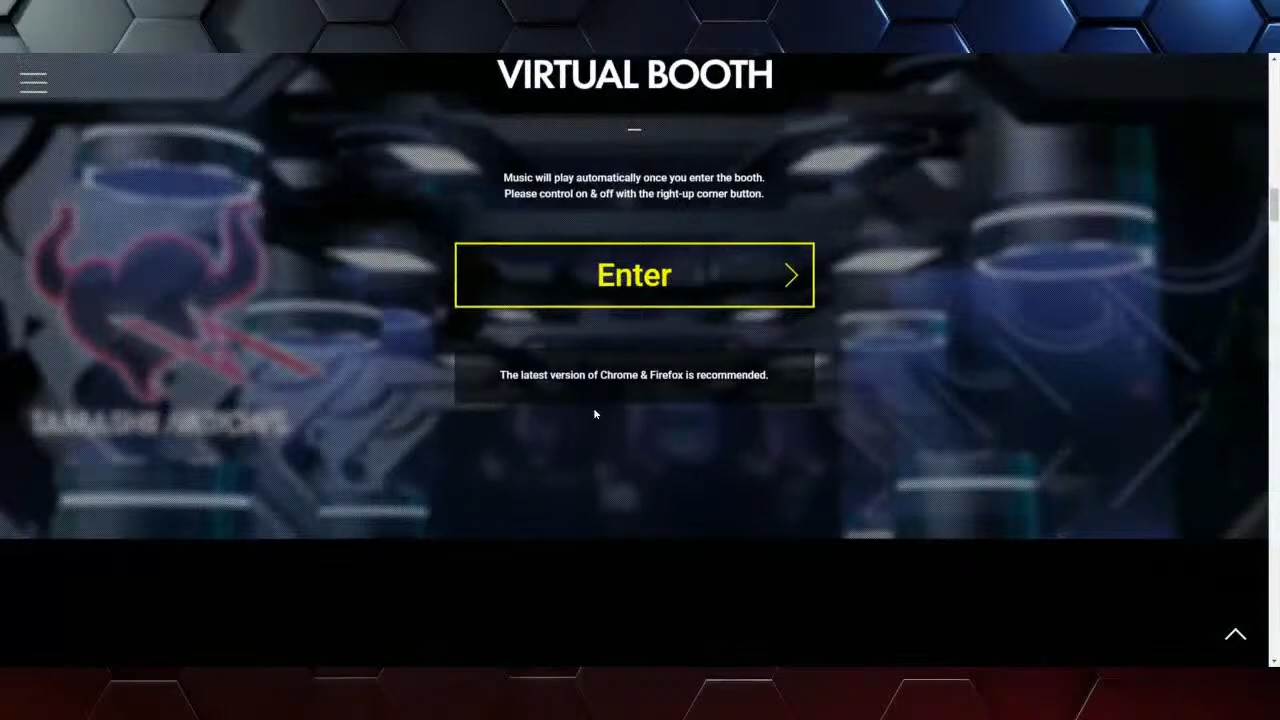 VIRTUAL BOOTH
Music will play automatically once you enter the booth.
Please control on & off with the right-up corner button.
Enter
The latest version of Chrome & Firefox is recommended.